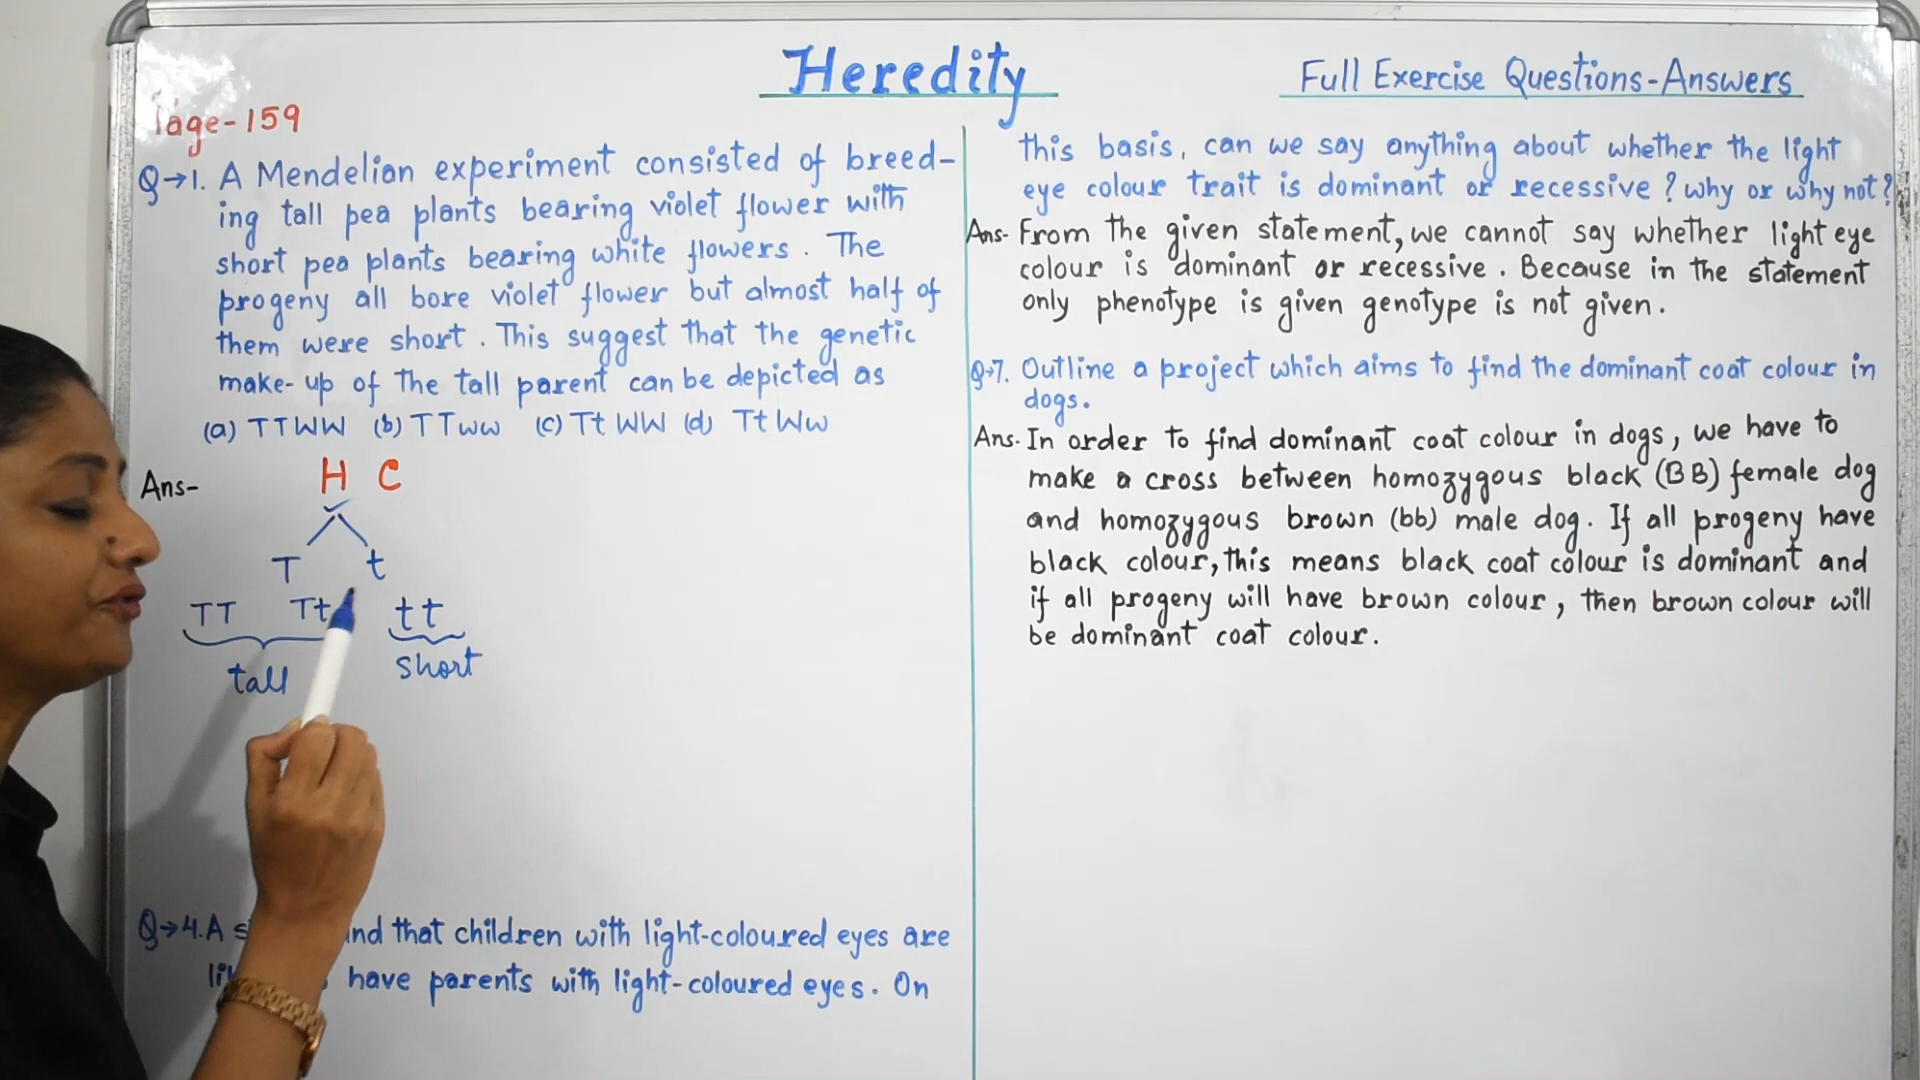 Heredity
Full Exercise Questions-Answers
Page-159
Q→1. A Mendelian experiment consisted of breed-
ing tall pea plants bearing violet flower with
short pea plants bearing white flowers. The
progeny all bore violet flower but almost half of
them were short. This suggest that the genetic
make-up of the tall parent can be depicted as
(a) TTWW (b) TTww (c) TtWW (d) TtWw
Ans-
H C
T t
TT Tt tt
tall short
Q→4. A nd that children with light-coloured eyes are
have parents with light-coloured eyes. On
this basis, can we say anything about whether the light
eye colour trait is dominant or recessive? why or why not?
Ans- From the given statement, we cannot say whether light eye
colour is dominant or recessive. Because in the statement
only phenotype is given genotype is not given.
Q→7. Outline a project which aims to find the dominant coat colour in
dogs.
Ans- In order to find dominant coat colour in dogs, we have to
make a cross between homozygous black (BB) female dog
and homozygous brown (bb) male dog. If all progeny have
black colour, this means black coat colour is dominant and
if all progeny will have brown colour, then brown colour will
be dominant coat colour.